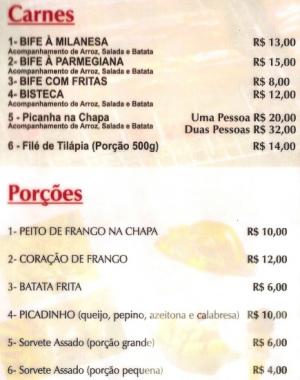 Carnes
1- BIFE À MILANESA R$ 13,00
Acompanhamento de Arroz, Salada e Batata
2- BIFE À PARMEGIANA R$ 15,00
Acompanhamento de Arroz, Salada e Batata
3- BIFE COM FRITAS R$ 8,00
4- BISTECA R$ 12,00
Acompanhamento de Arroz, Salada e Batata
5 - Picanha na Chapa Uma Pessoa R$ 20,00
Acompanhamento de Arroz, Salada e Batata Duas Pessoas R$ 32,00
6 - Filé de Tilápia (Porção 500g) R$ 14,00
Porções
1- PEITO DE FRANGO NA CHAPA R$ 10,00
2- CORAÇÃO DE FRANGO R$ 12,00
3- BATATA FRITA R$ 6,00
4- PICADINHO (queijo, pepino, azeitona e calabresa) R$ 10,00
5- Sorvete Assado (porção grande) R$ 6,00
6- Sorvete Assado (porção pequena) R$ 4,00